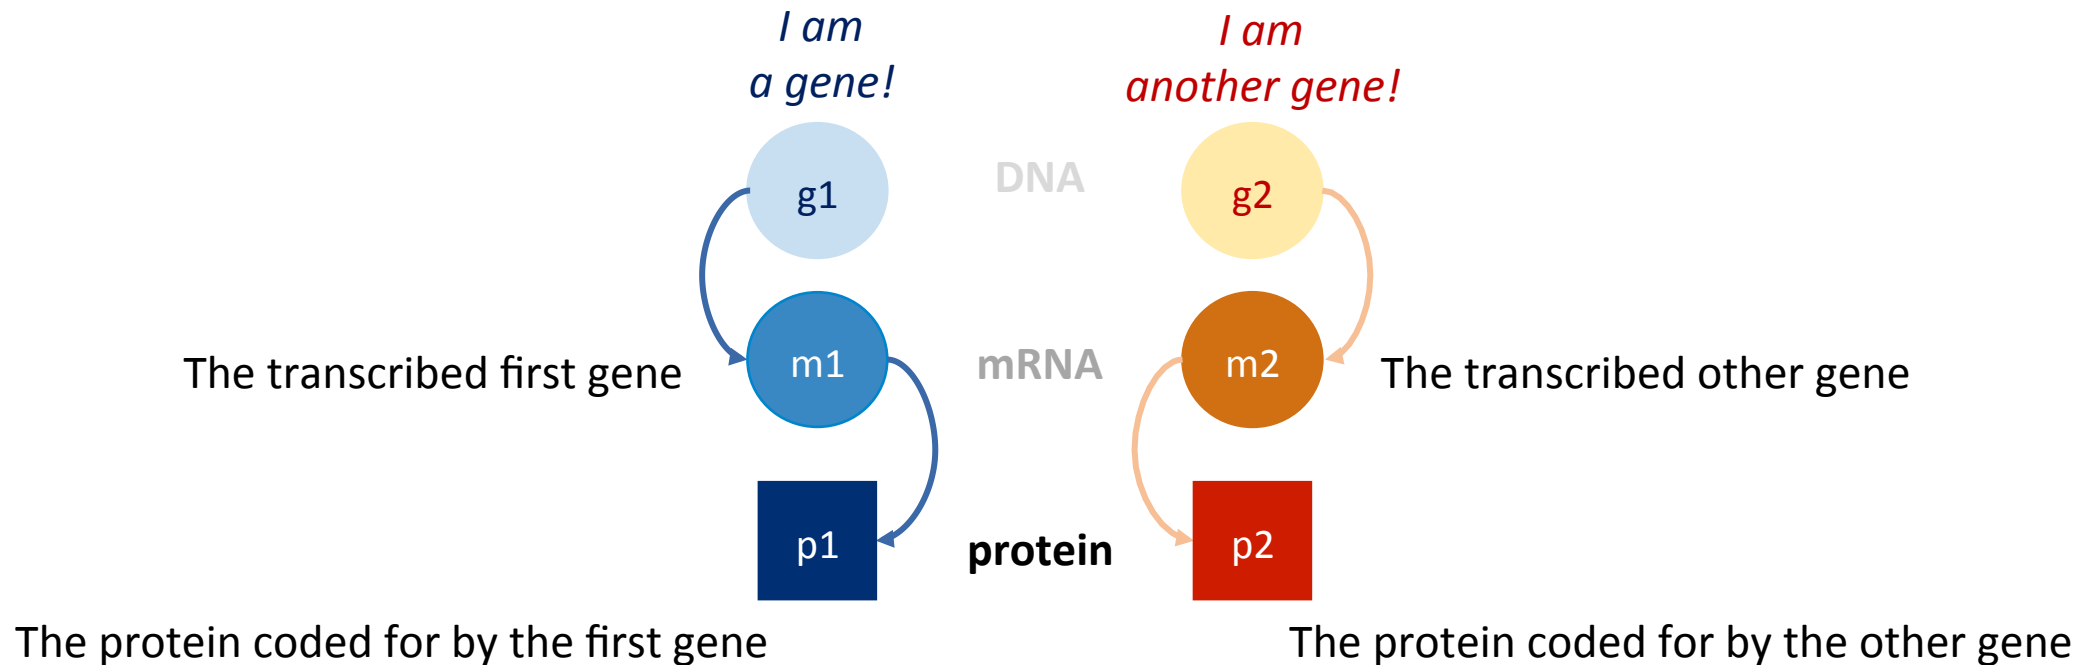 I am
a gene!
I am
another gene!
g1
DNA
g2
The transcribed first gene
m1
mRNA
m2
The transcribed other gene
p1
protein
p2
The protein coded for by the first gene
The protein coded for by the other gene